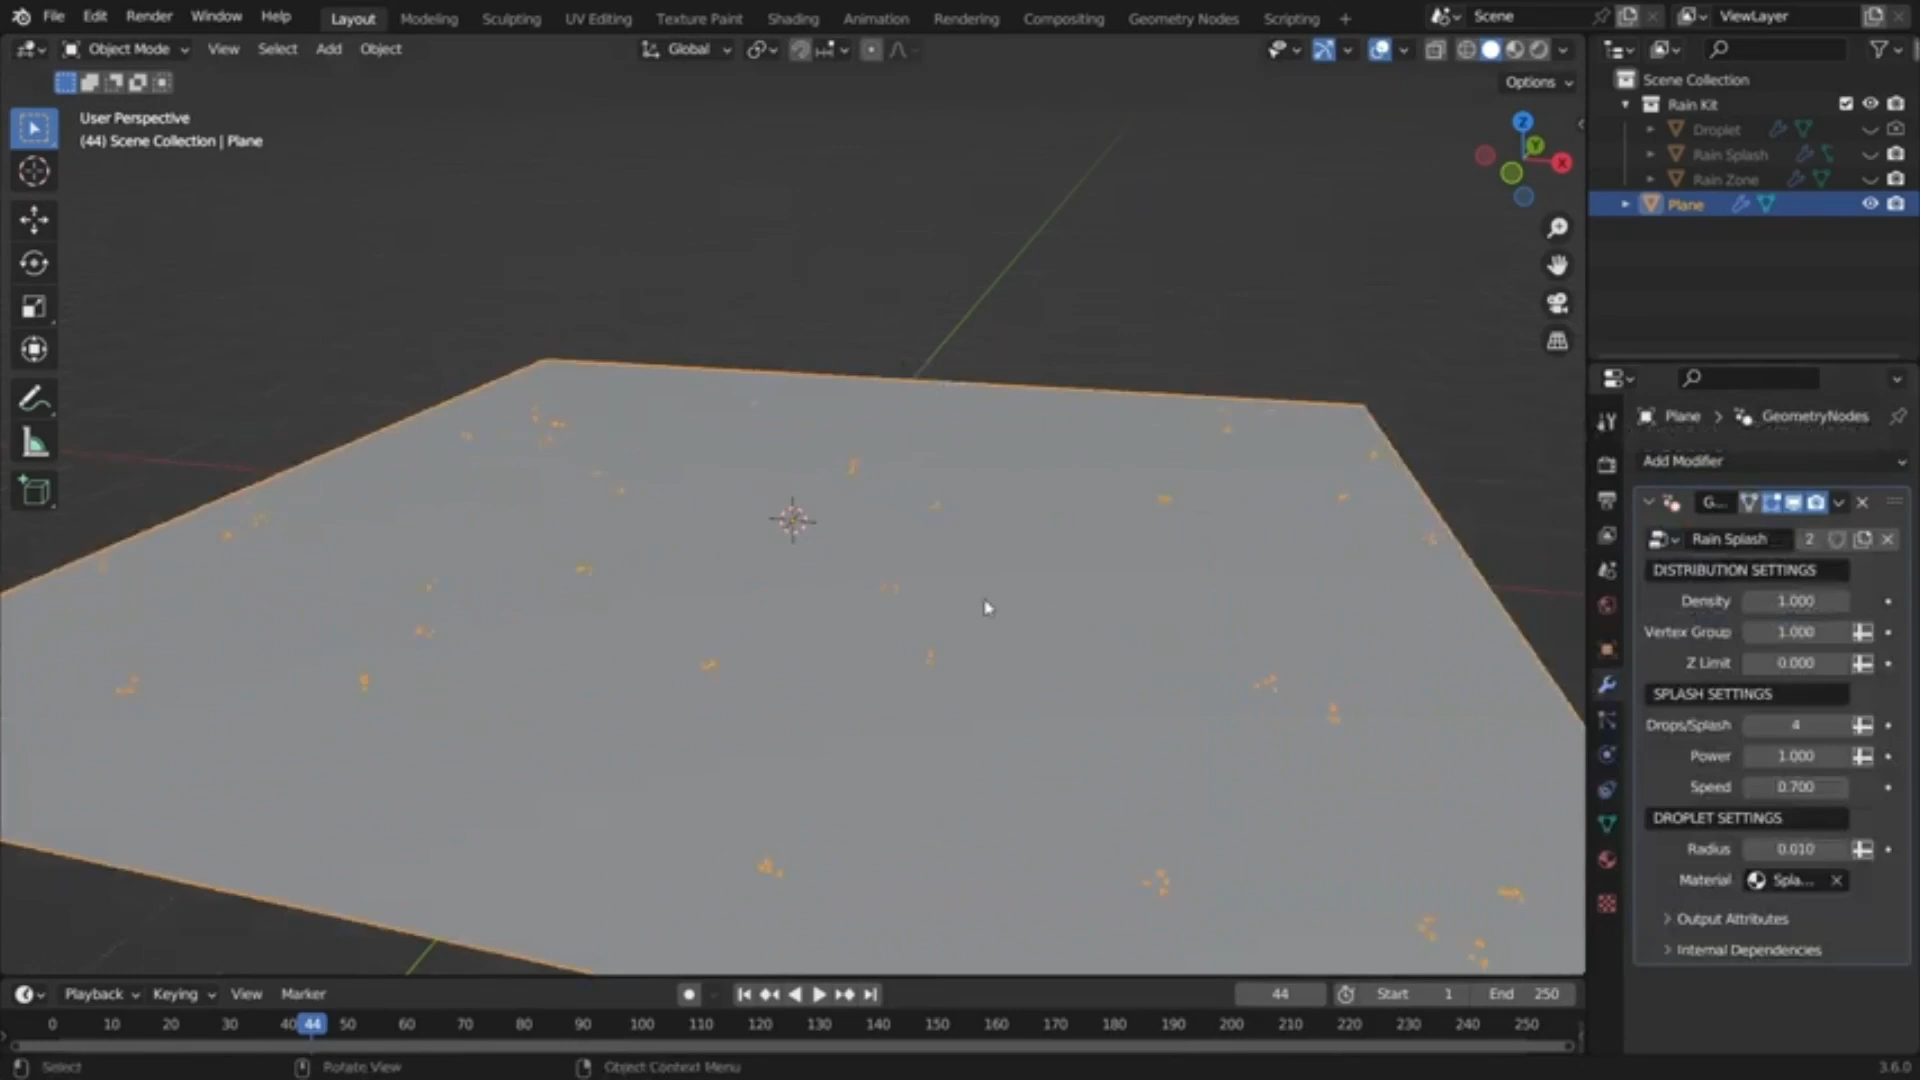 File Edit Render Window Help Layout Modeling Sculpting UV Editing Texture Paint Shading Animation Rendering Compositing Geometry Nodes Scripting + Scene ViewLayer
Object Mode View Select Add Object Global
Options
User Perspective
(44) Scene Collection | Plane
Z
Y
X
Scene Collection
Rain Kit
Droplet
Rain Splash
Rain Zone
Plane
Plane > GeometryNodes
Add Modifier
G...
Rain Splash 2
DISTRIBUTION SETTINGS
Density 1.000
Vertex Group 1.000
Z Limit 0.000
SPLASH SETTINGS
Drops/Splash 4
Power 1.000
Speed 0.700
DROPLET SETTINGS
Radius 0.010
Material Spla...
Output Attributes
Internal Dependencies
Playback Keying View Marker 44 Start 1 End 250
0 10 20 30 40 44 50 60 70 80 90 100 110 120 130 140 150 160 170 180 190 200 210 220 230 240 250
Select Rotate View Object Context Menu 3.6.0